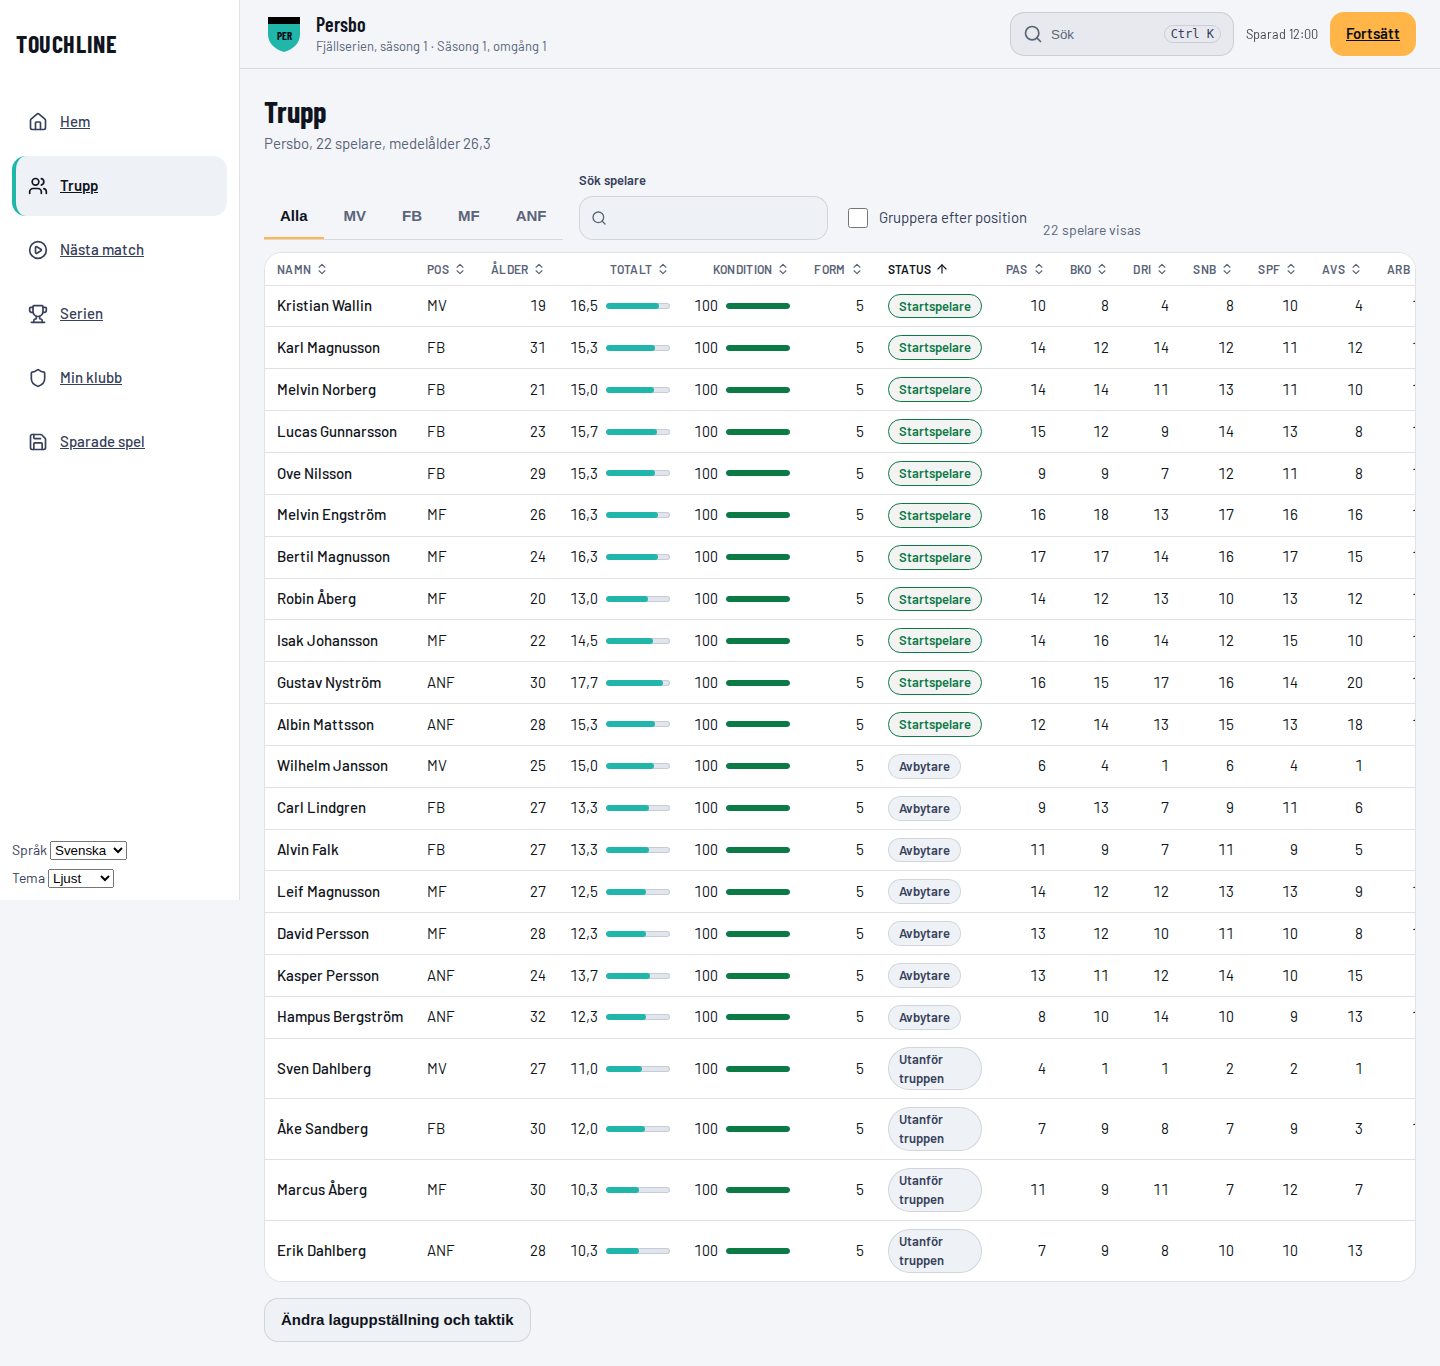 TOUCHLINE
Hem
Trupp
Nästa match
Serien
Min klubb
Sparade spel
Språk Svenska
Tema Ljust
PER
Persbo
Fjällserien, säsong 1 · Säsong 1, omgång 1
Sök Ctrl K
Sparad 12:00
Fortsätt
Trupp
Persbo, 22 spelare, medelålder 26,3
Sök spelare
Alla MV FB MF ANF
Gruppera efter position
22 spelare visas
NAMN POS ÅLDER TOTALT KONDITION FORM STATUS PAS BKO DRI SNB SPF AVS ARB
Kristian Wallin MV 19 16,5 100 5 Startspelare 10 8 4 8 10 4
Karl Magnusson FB 31 15,3 100 5 Startspelare 14 12 14 12 11 12
Melvin Norberg FB 21 15,0 100 5 Startspelare 14 14 11 13 11 10
Lucas Gunnarsson FB 23 15,7 100 5 Startspelare 15 12 9 14 13 8
Ove Nilsson FB 29 15,3 100 5 Startspelare 9 9 7 12 11 8
Melvin Engström MF 26 16,3 100 5 Startspelare 16 18 13 17 16 16
Bertil Magnusson MF 24 16,3 100 5 Startspelare 17 17 14 16 17 15
Robin Åberg MF 20 13,0 100 5 Startspelare 14 12 13 10 13 12
Isak Johansson MF 22 14,5 100 5 Startspelare 14 16 14 12 15 10
Gustav Nyström ANF 30 17,7 100 5 Startspelare 16 15 17 16 14 20
Albin Mattsson ANF 28 15,3 100 5 Startspelare 12 14 13 15 13 18
Wilhelm Jansson MV 25 15,0 100 5 Avbytare 6 4 1 6 4 1
Carl Lindgren FB 27 13,3 100 5 Avbytare 9 13 7 9 11 6
Alvin Falk FB 27 13,3 100 5 Avbytare 11 9 7 11 9 5
Leif Magnusson MF 27 12,5 100 5 Avbytare 14 12 12 13 13 9
David Persson MF 28 12,3 100 5 Avbytare 13 12 10 11 10 8
Kasper Persson ANF 24 13,7 100 5 Avbytare 13 11 12 14 10 15
Hampus Bergström ANF 32 12,3 100 5 Avbytare 8 10 14 10 9 13
Sven Dahlberg MV 27 11,0 100 5 Utanför truppen 4 1 1 2 2 1
Åke Sandberg FB 30 12,0 100 5 Utanför truppen 7 9 8 7 9 3
Marcus Åberg MF 30 10,3 100 5 Utanför truppen 11 9 11 7 12 7
Erik Dahlberg ANF 28 10,3 100 5 Utanför truppen 7 9 8 10 10 13
Ändra laguppställning och taktik